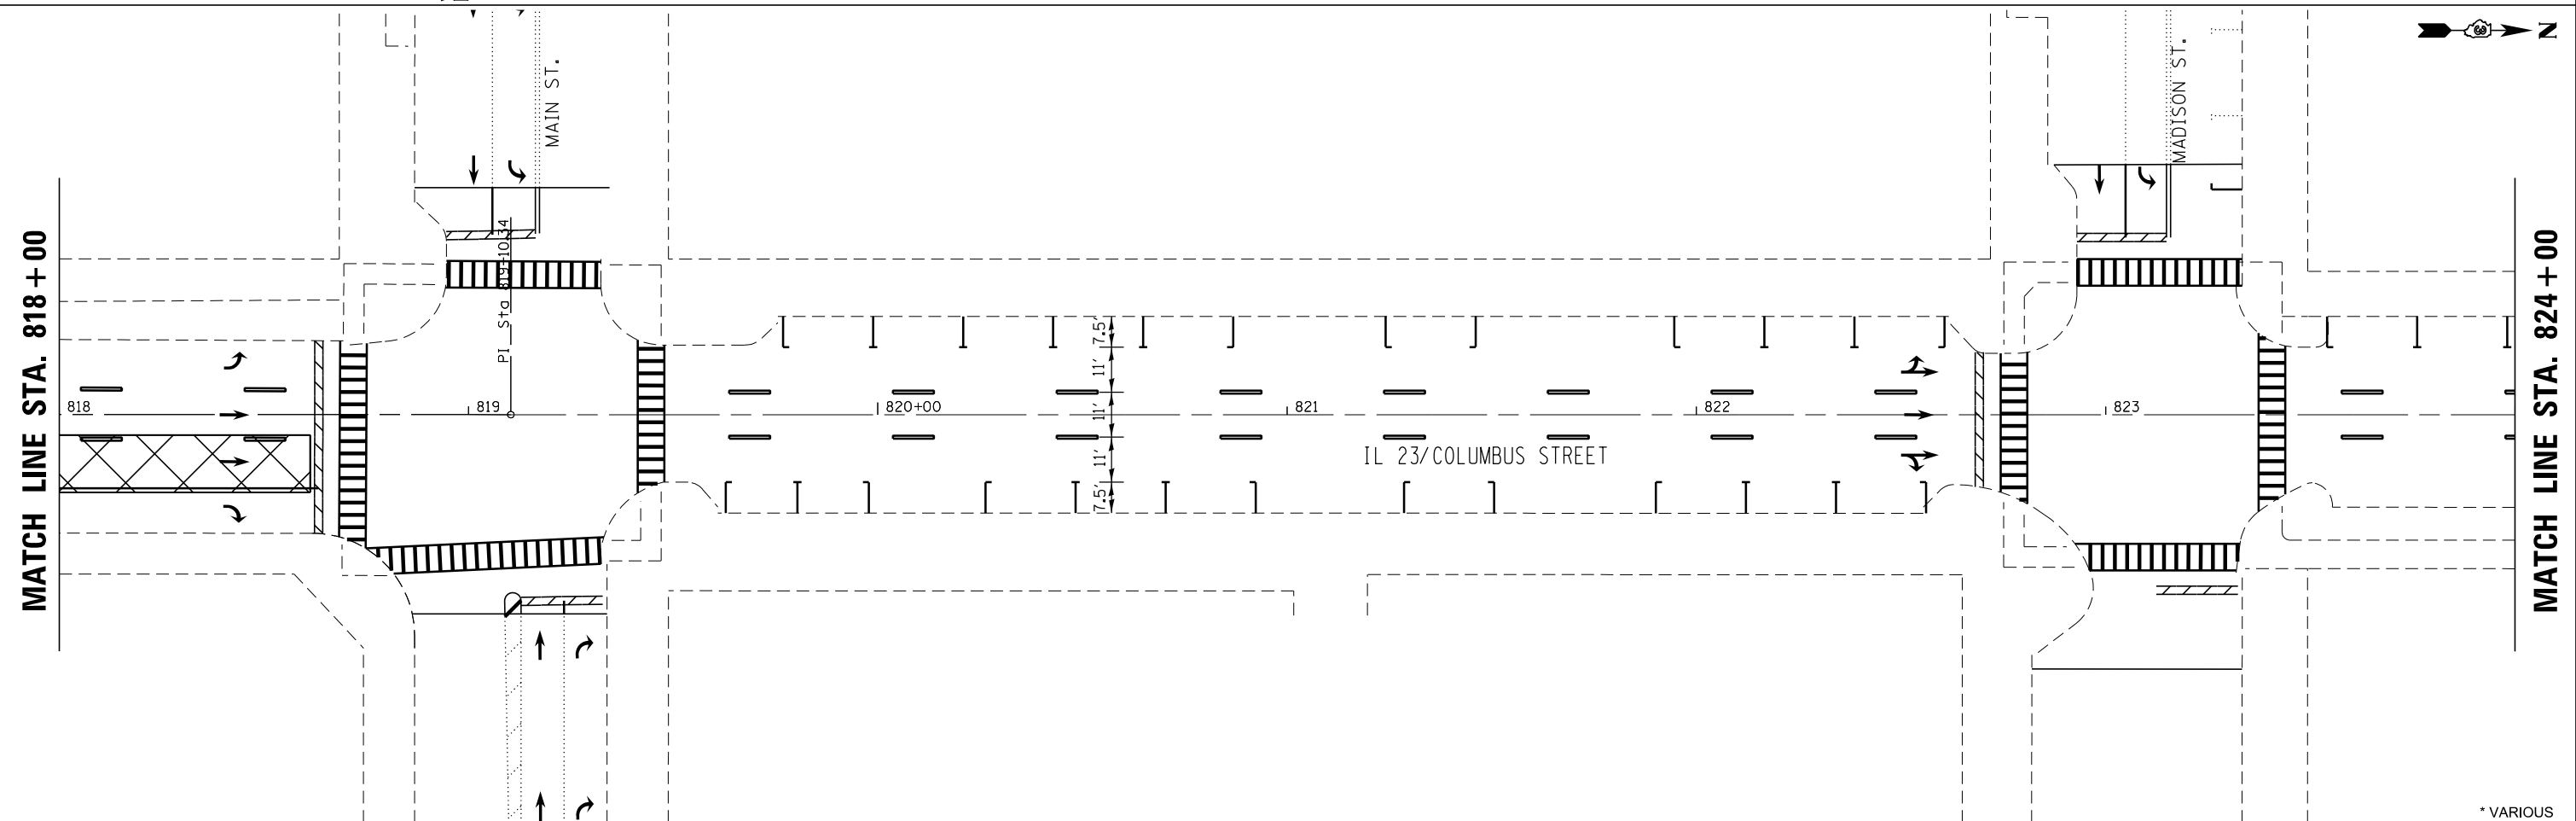 MAIN ST.
MADISON ST.
N
MATCH LINE STA. 818+00
PI Sta 819+10.34
818
819
820+00
821
822
823
7.5'
11'
11'
11'
7.5'
IL 23/COLUMBUS STREET
MATCH LINE STA. 824+00
* VARIOUS